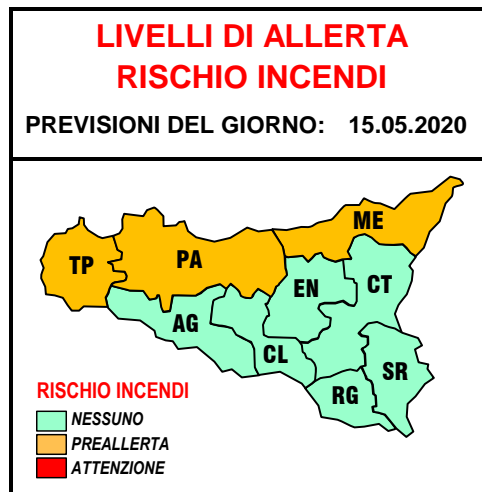 LIVELLI DI ALLERTA
RISCHIO INCENDI
PREVISIONI DEL GIORNO: 15.05.2020
ME
TP
PA
EN
CT
AG
CL
SR
RG
RISCHIO INCENDI
NESSUNO
PREALLERTA
ATTENZIONE